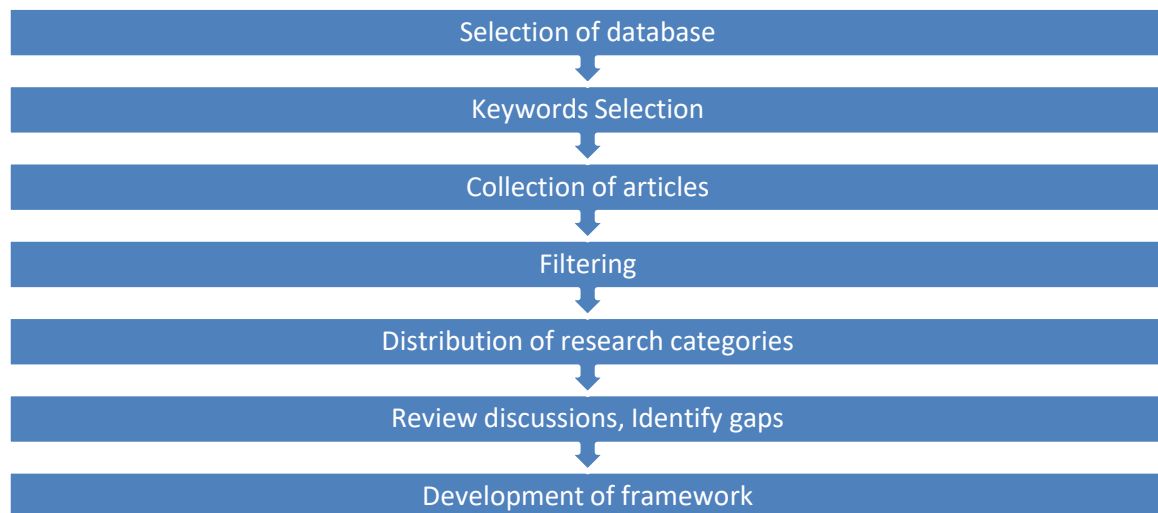 Selection of database
Keywords Selection
Collection of articles
Filtering
Distribution of research categories
Review discussions, Identify gaps
Development of framework